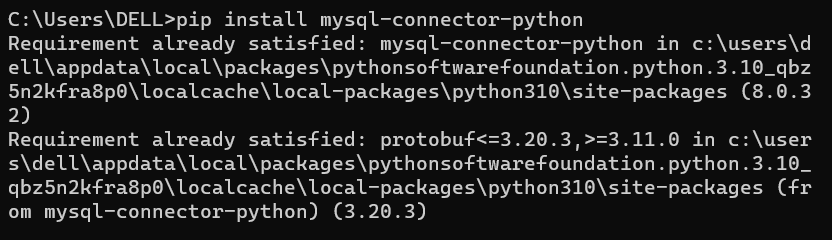 C:\Users\DELL>pip install mysql-connector-python
Requirement already satisfied: mysql-connector-python in c:\users\d
ell\appdata\local\packages\pythonsoftwarefoundation.python.3.10_qbz
5n2kfra8p0\localcache\local-packages\python310\site-packages (8.0.3
2)
Requirement already satisfied: protobuf<=3.20.3,>=3.11.0 in c:\user
s\dell\appdata\local\packages\pythonsoftwarefoundation.python.3.10_
qbz5n2kfra8p0\localcache\local-packages\python310\site-packages (fr
om mysql-connector-python) (3.20.3)